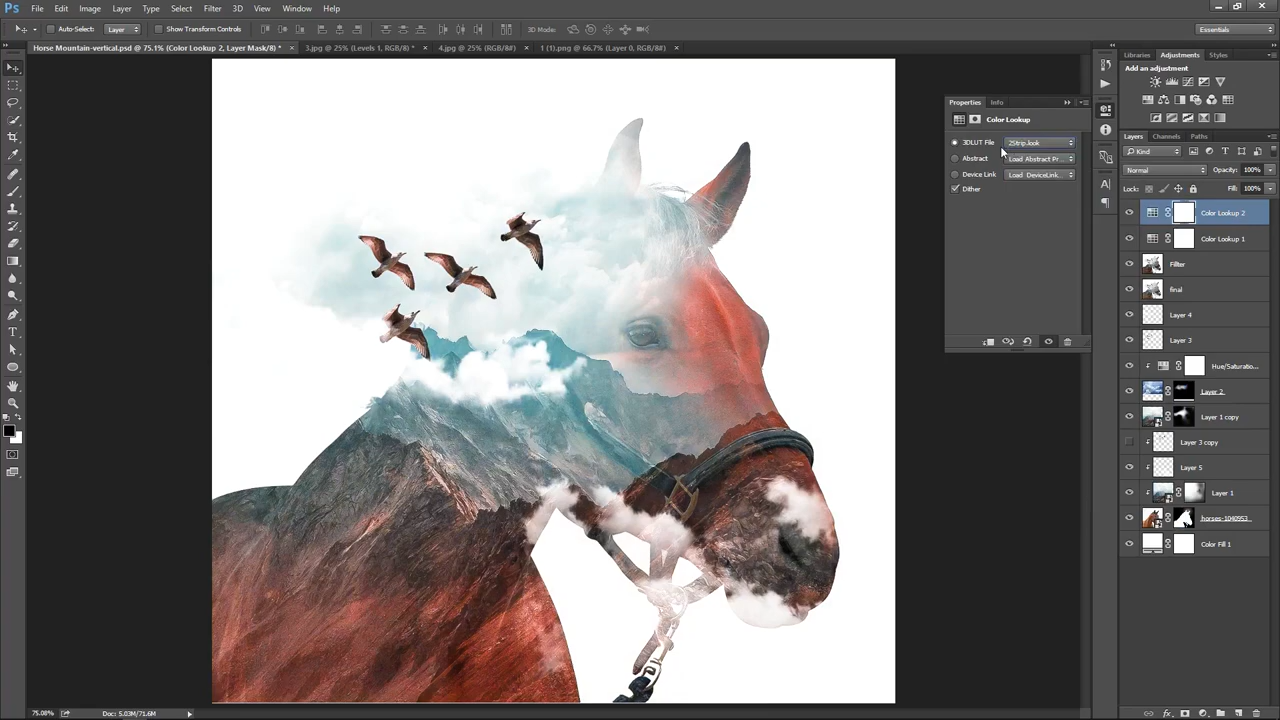 Ps File Edit Image Layer Type Select Filter 3D View Window Help
Auto-Select: Layer Show Transform Controls 3D Mode: Essentials
Horse Mountain-vertical.psd @ 75.1% (Color Lookup 2, Layer Mask/8) * × 3.jpg @ 25% (Levels 1, RGB/8) * × 4.jpg @ 25% (RGB/8#) × 1 (1).png @ 66.7% (Layer 0, RGB/8#) ×
Libraries Adjustments Styles
Add an adjustment
Properties Info
Color Lookup
3DLUT File 2Strip.look
Abstract Load Abstract Pr...
Device Link Load DeviceLink...
Dither
Layers Channels Paths
Kind
Normal Opacity: 100%
Lock: Fill: 100%
Color Lookup 2
Color Lookup 1
Fillter
final
Layer 4
Layer 3
Hue/Saturatio...
Layer 2
Layer 1 copy
Layer 3 copy
Layer 5
Layer 1
horses-1040953...
Color Fill 1
75.08% Doc: 5.03M/71.6M